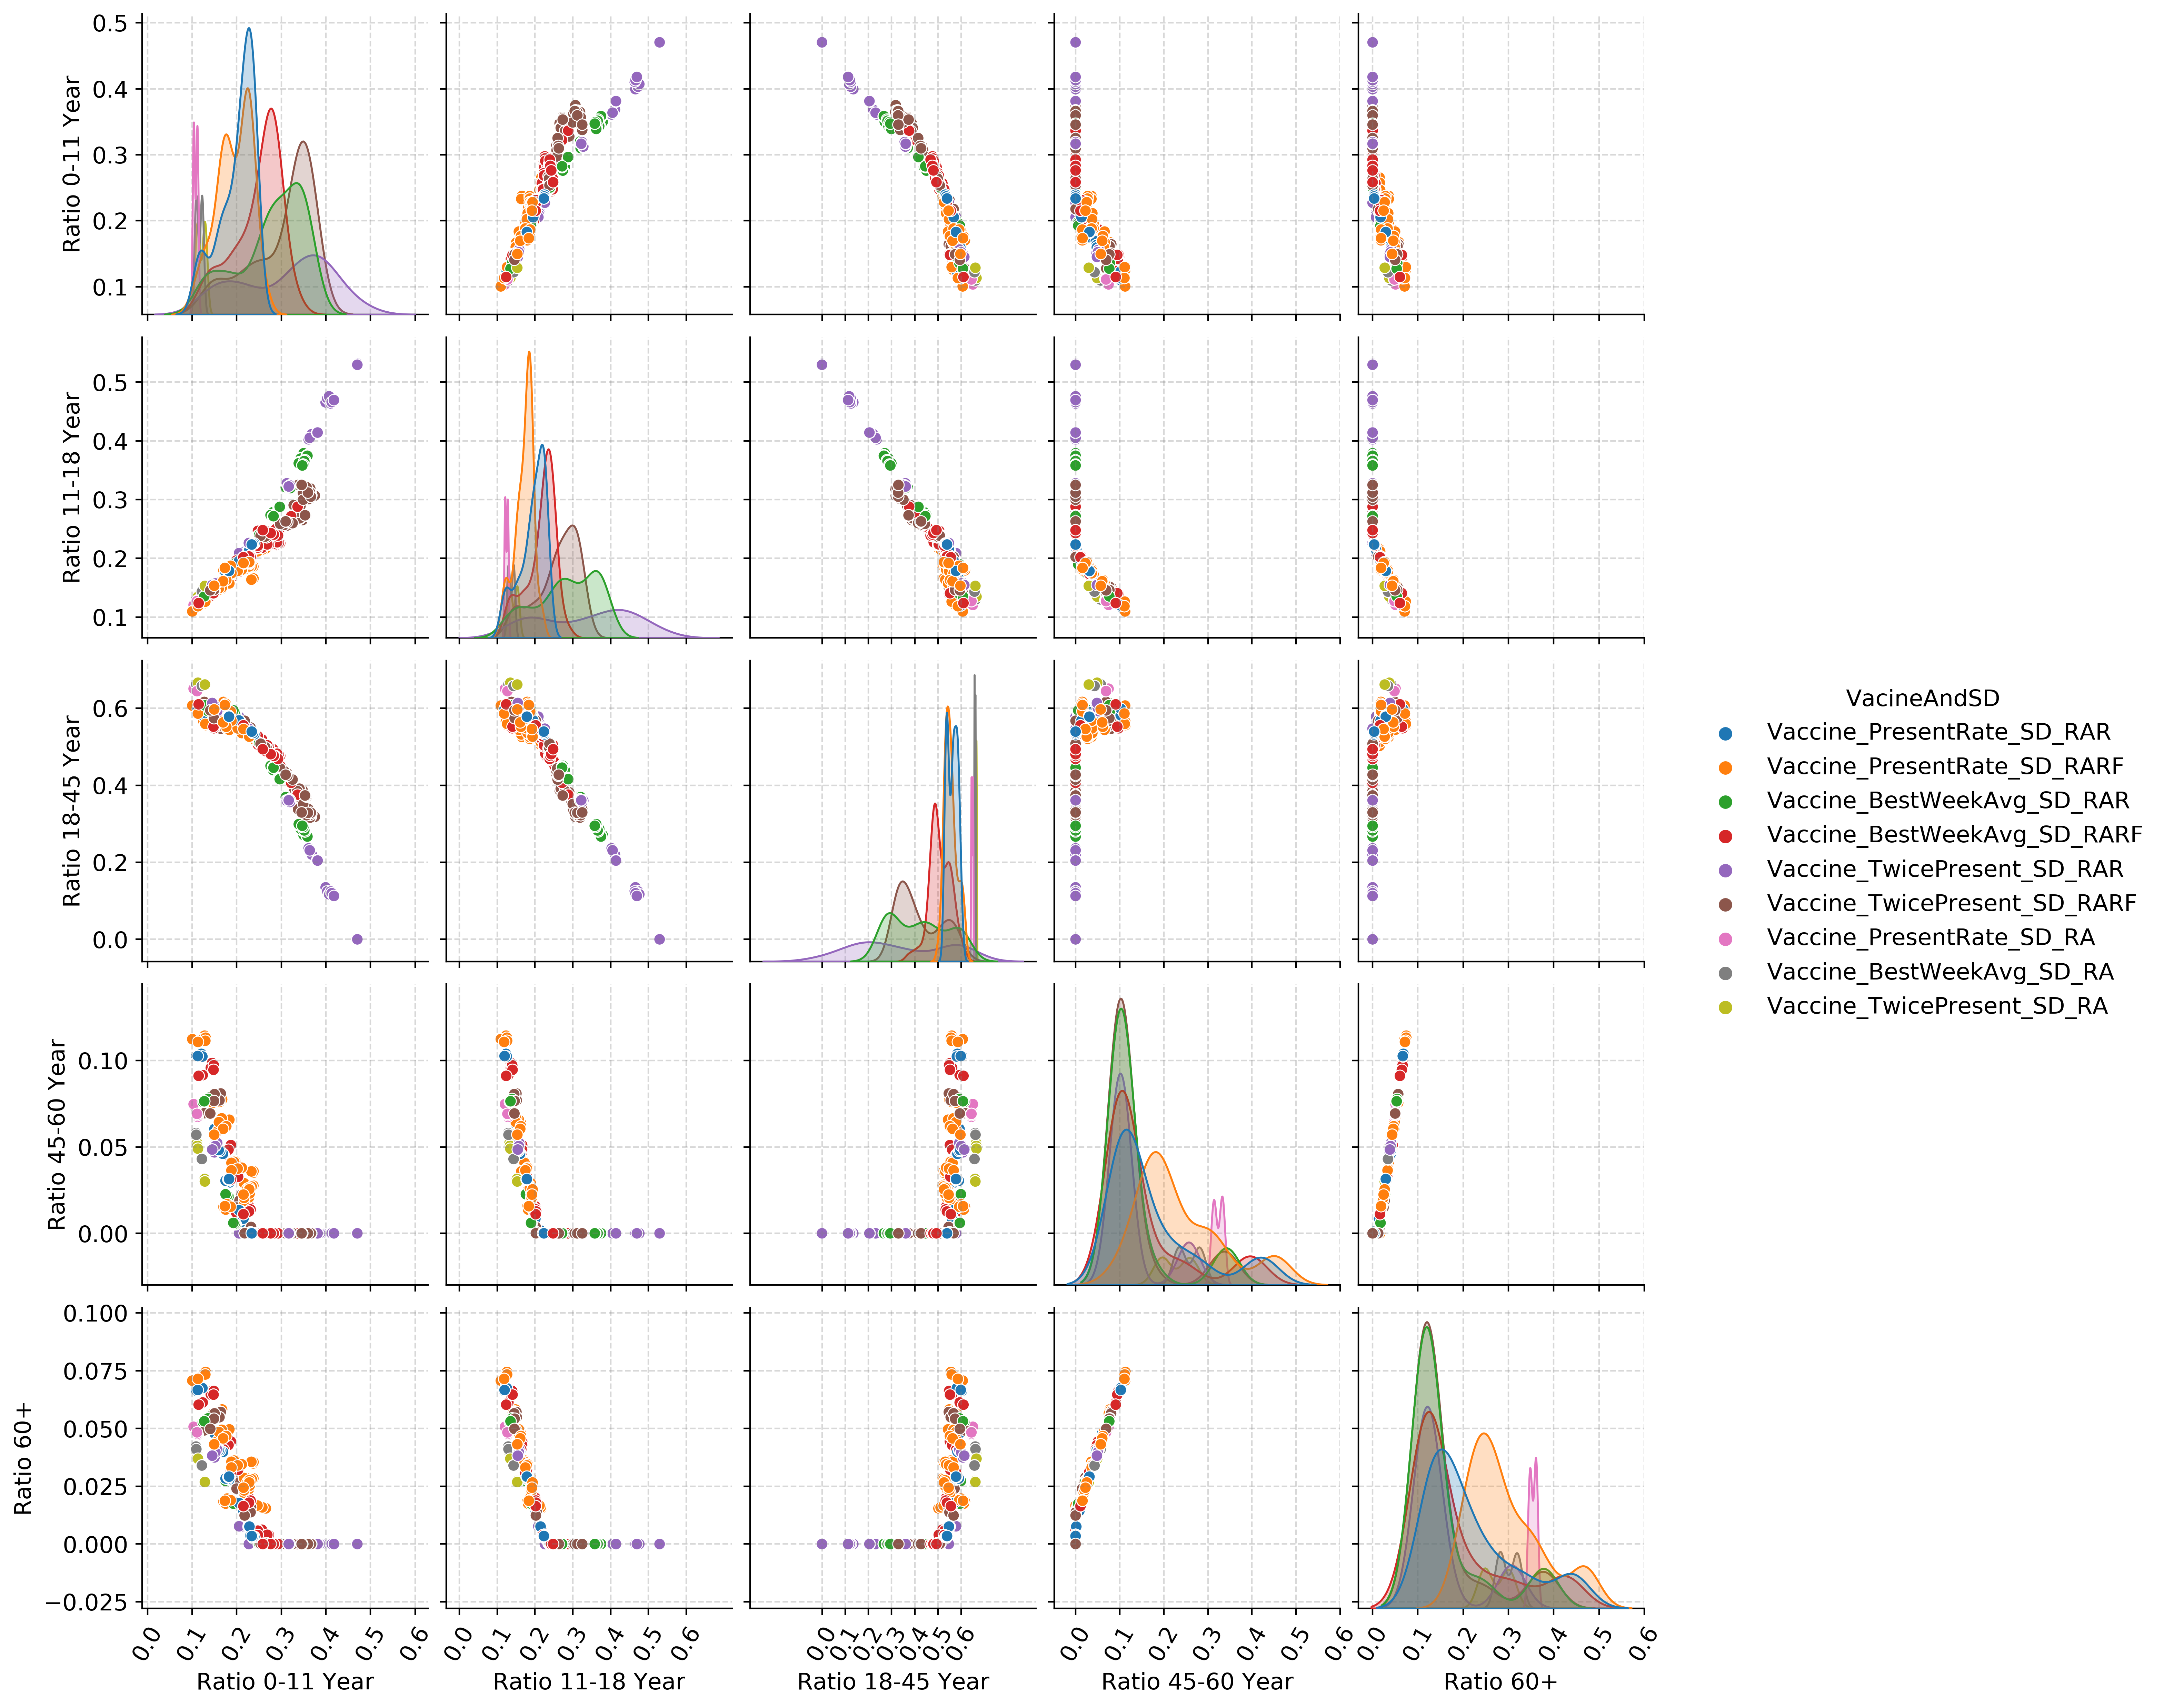 0.5
0.4
0.3
0.2
0.1
Ratio 0-11 Year
0.5
0.4
0.3
0.2
0.1
Ratio 11-18 Year
0.6
0.4
0.2
0.0
Ratio 18-45 Year
0.10
0.05
0.00
Ratio 45-60 Year
0.100
0.075
0.050
0.025
0.000
−0.025
Ratio 60+
0.0 0.1 0.2 0.3 0.4 0.5 0.6
Ratio 0-11 Year
0.0 0.1 0.2 0.3 0.4 0.5 0.6
Ratio 11-18 Year
0.0 0.1 0.2 0.2 0.3 0.4 0.5 0.6
Ratio 18-45 Year
0.0 0.1 0.2 0.3 0.4 0.5 0.6
Ratio 45-60 Year
0.0 0.1 0.2 0.3 0.4 0.5 0.6
Ratio 60+
VacineAndSD
Vaccine_PresentRate_SD_RAR
Vaccine_PresentRate_SD_RARF
Vaccine_BestWeekAvg_SD_RAR
Vaccine_BestWeekAvg_SD_RARF
Vaccine_TwicePresent_SD_RAR
Vaccine_TwicePresent_SD_RARF
Vaccine_PresentRate_SD_RA
Vaccine_BestWeekAvg_SD_RA
Vaccine_TwicePresent_SD_RA